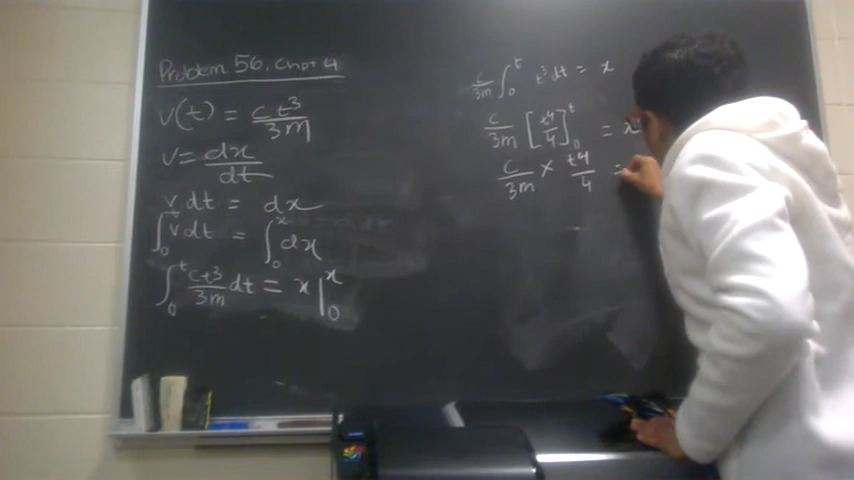 Problem 56, Chpt 4
v(t) = ct³/3m
v = dx/dt
v dt = dx
∫₀ᵗ v dt = ∫₀ˣ dx
∫₀ᵗ ct³/3m dt = x |₀ˣ
c/3m ∫₀ᵗ t³ dt = x
c/3m [t⁴/4]₀ᵗ = x
c/3m × t⁴/4 =